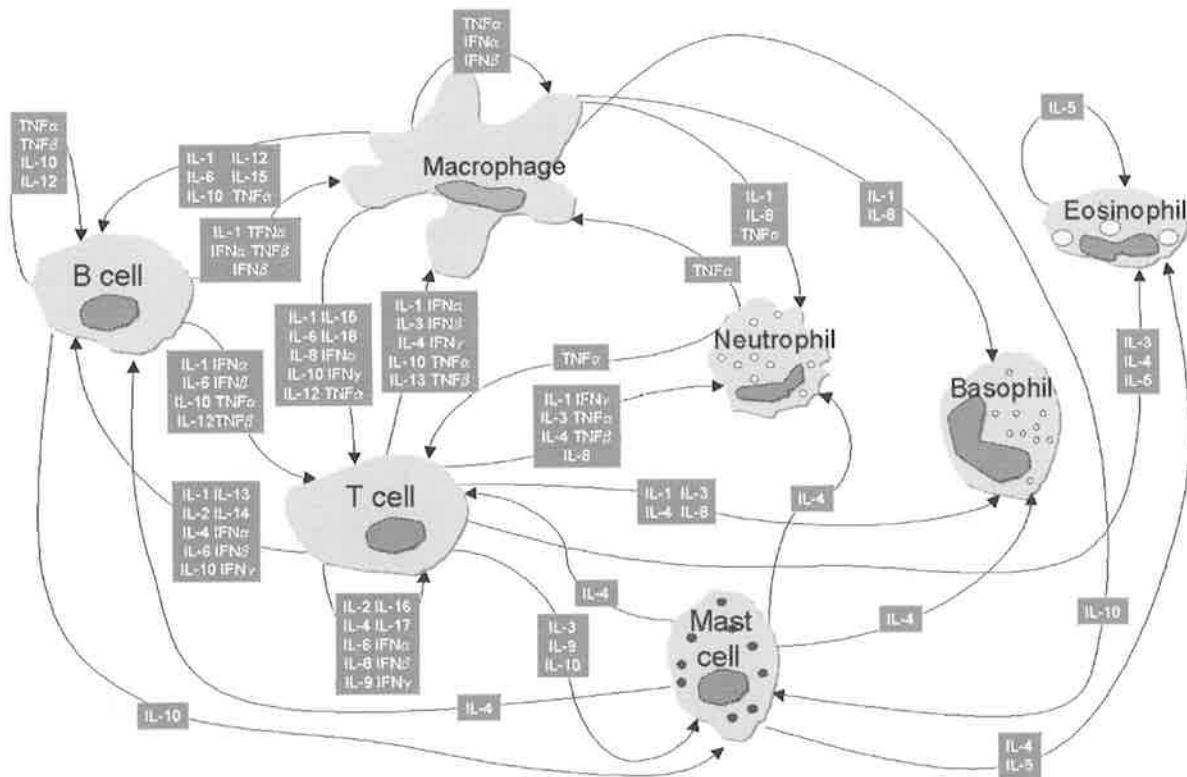 TNFα
IFNα
IFNβ
IL-5
TNFα
TNFβ
IL-10
IL-12
IL-1 IL-12
IL-6 IL-15
IL-10 TNFα
Macrophage
IL-1
IL-8
TNFα
IL-1
IL-8
Eosinophil
IL-1 TFNα
IFNα TNFβ
IFNβ
B cell
TNFα
IL-1 IFNα
IL-3 IFNβ
IL-4 IFNγ
IL-10 TNFα
IL-13 TNFβ
IL-8 IFNα
IL-10 IFNγ
IL-12 TNFα
Neutrophil
IL-3
IL-4
IL-5
TNFα
IL-1 IFNα
IL-6 IFNβ
IL-10 TNFα
IL-12TNFβ
Basophil
IL-1 IFNγ
IL-3 TNFα
IL-4 TNFβ
IL-8
T cell
IL-1 IL-3
IL-4 IL-8
IL-4
IL-1 IL-13
IL-2 IL-14
IL-4 IFNα
IL-6 IFNβ
IL-10 IFNγ
IL-4
IL-2 IL-16
IL-4 IL-17
IL-6 IFNα
IL-8 IFNβ
IL-9 IFNγ
IL-3
IL-9
IL-10
Mast
cell
IL-4
IL-10
IL-10
IL-4
IL-4
IL-5